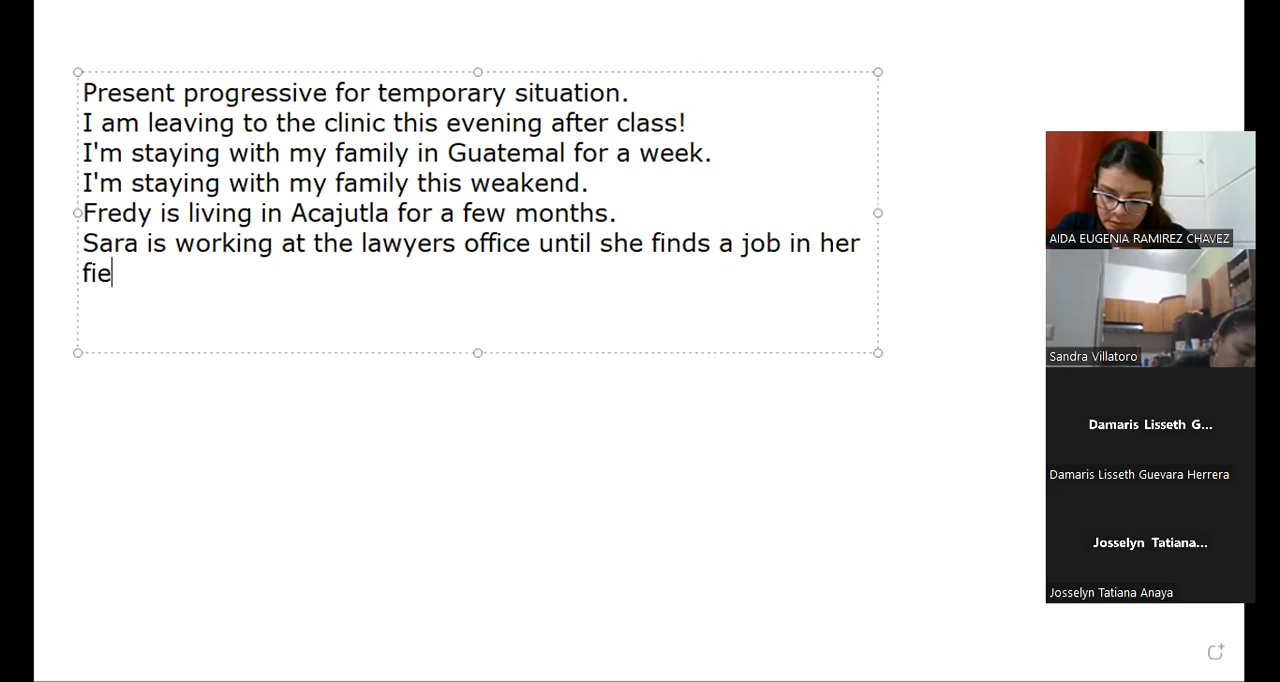 Present progressive for temporary situation.
I am leaving to the clinic this evening after class!
I'm staying with my family in Guatemal for a week.
I'm staying with my family this weakend.
Fredy is living in Acajutla for a few months.
Sara is working at the lawyers office until she finds a job in her
fie
AIDA EUGENIA RAMIREZ CHAVEZ
Sandra Villatoro
Damaris Lisseth G...
Damaris Lisseth Guevara Herrera
Josselyn Tatiana...
Josselyn Tatiana Anaya